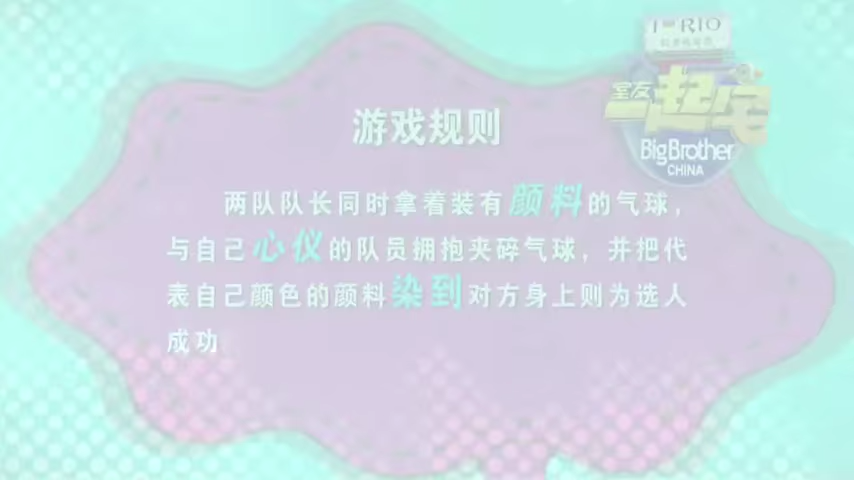 RIO
室友
一起宅
Big Brother
CHINA
游戏规则
两队队长同时拿着装有颜料的气球,
与自己心仪的队员拥抱夹碎气球,并把代
表自己颜色的颜料染到对方身上则为选人
成功